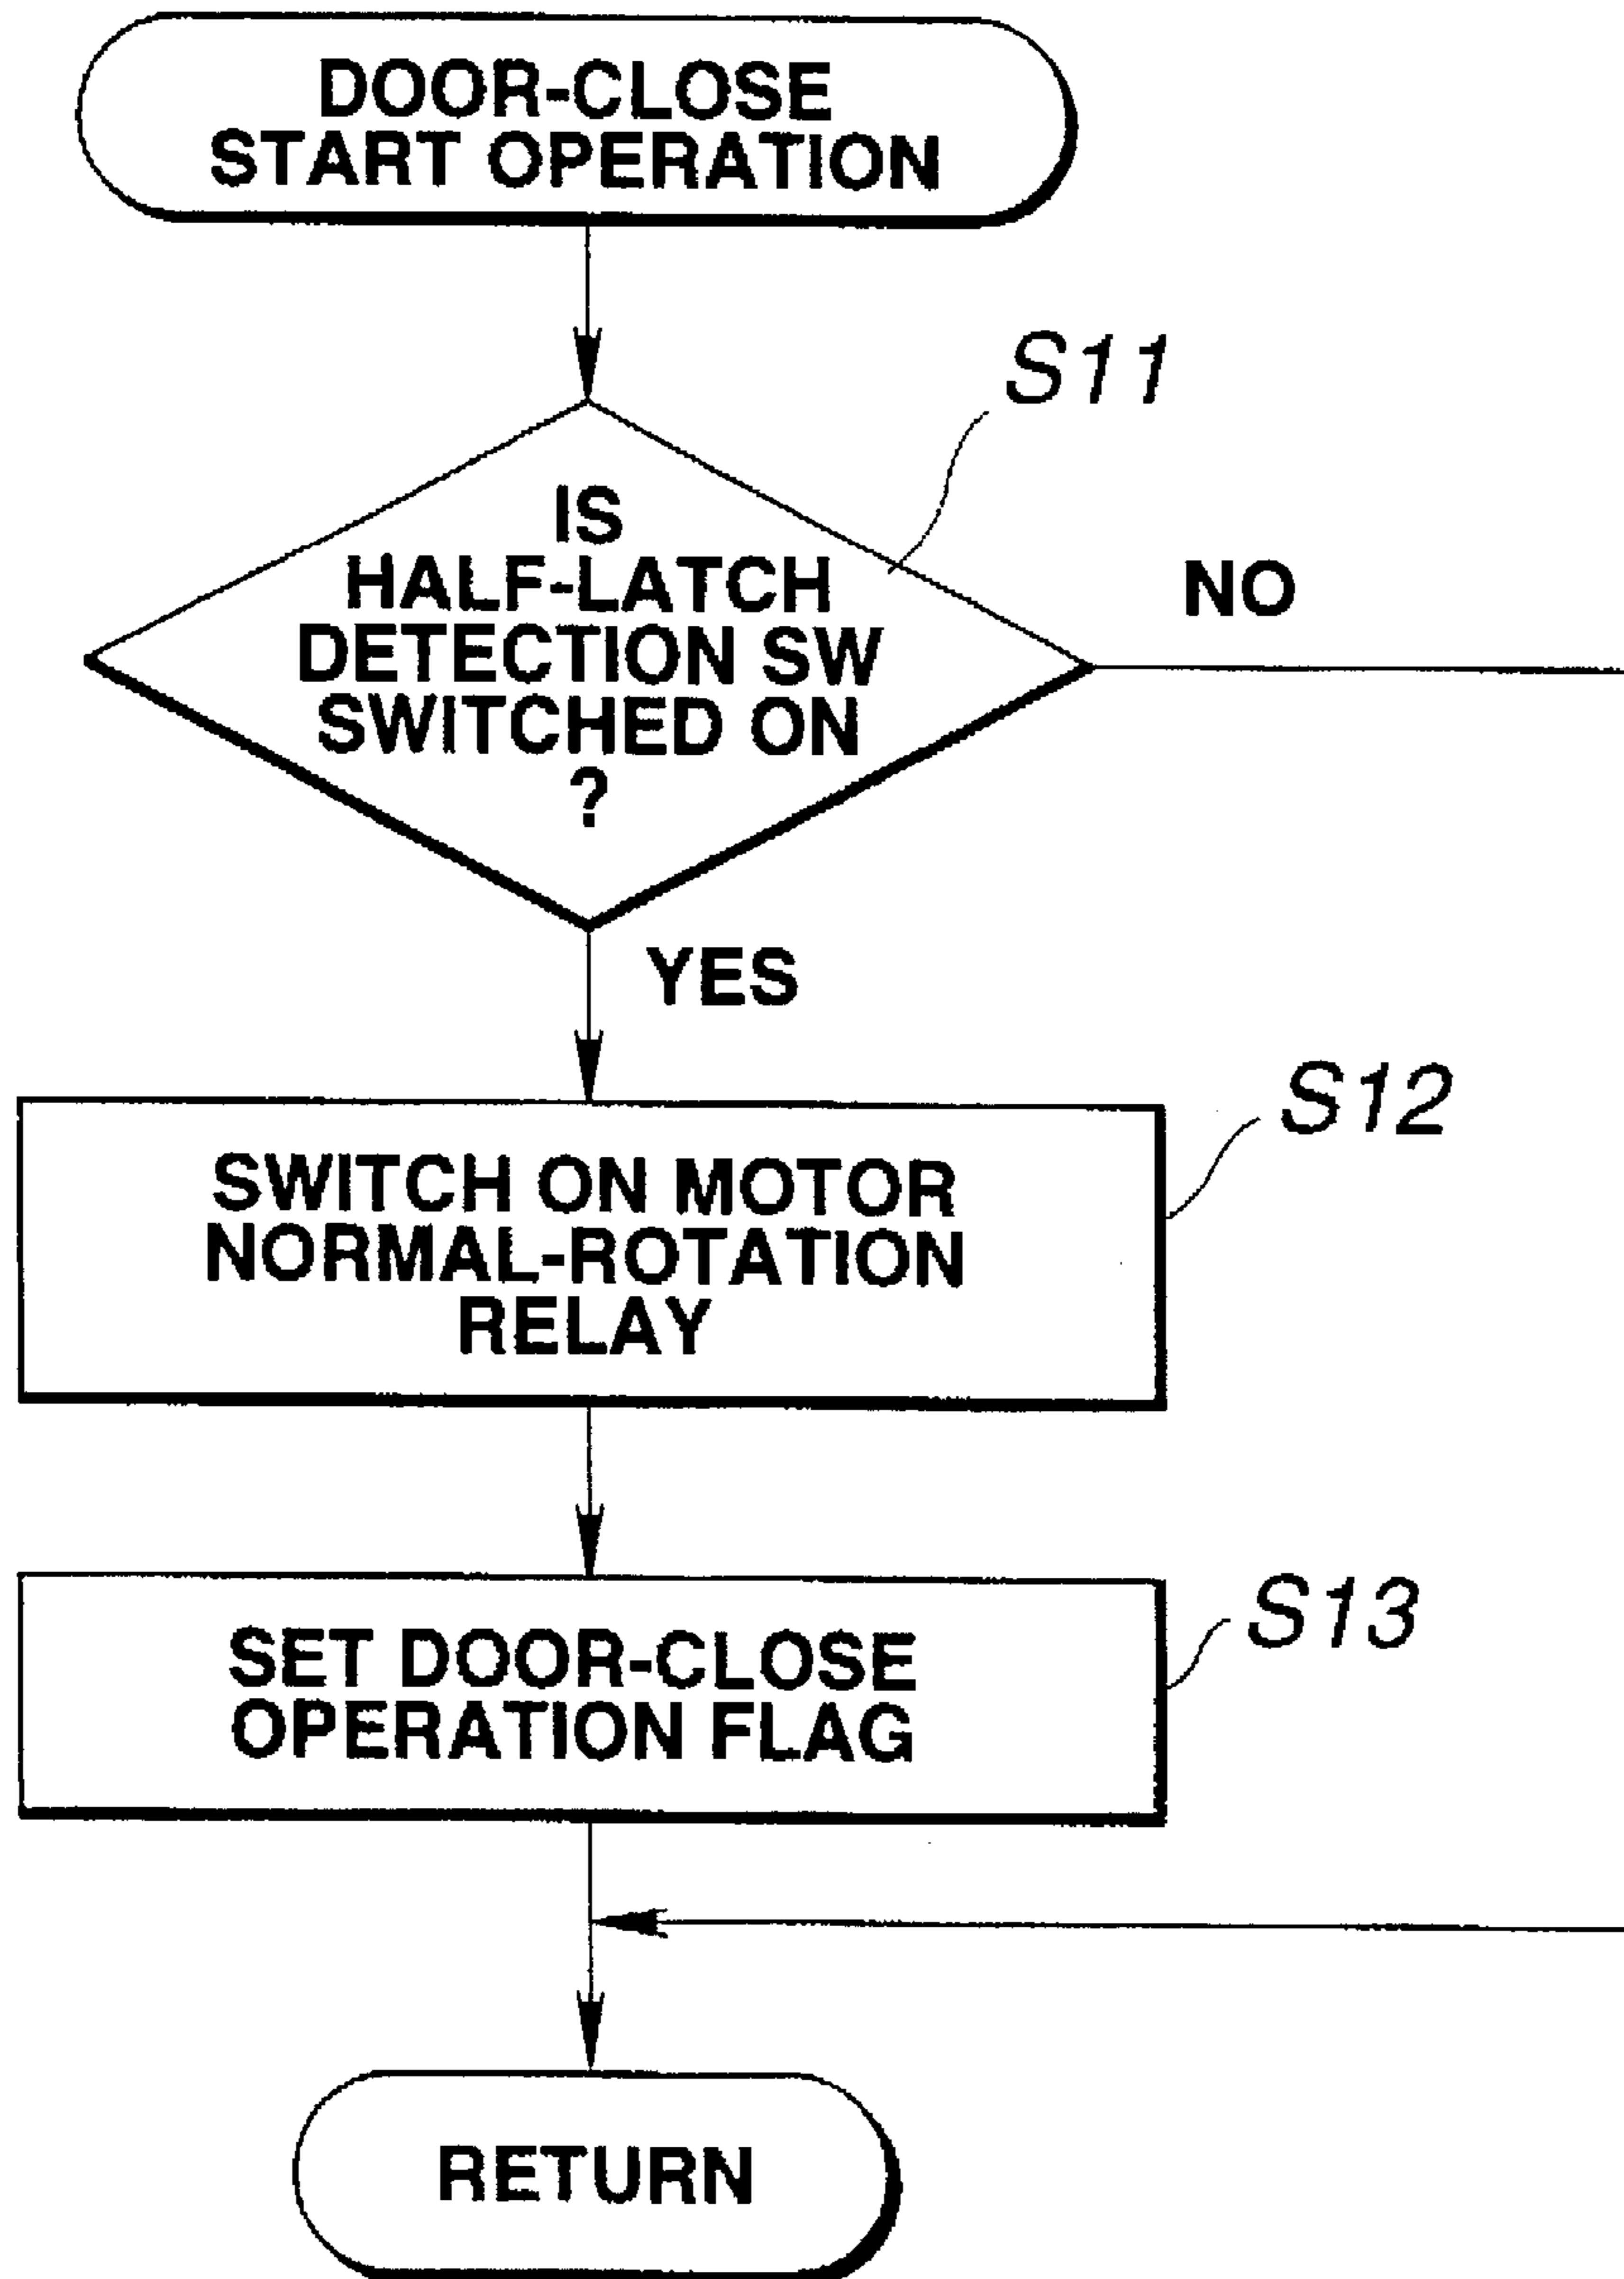 DOOR-CLOSE
START OPERATION
S11
IS
HALF-LATCH
DETECTION SW
SWITCHED ON
?
NO
YES
S12
SWITCH ON MOTOR
NORMAL-ROTATION
RELAY
S13
SET DOOR-CLOSE
OPERATION FLAG
RETURN